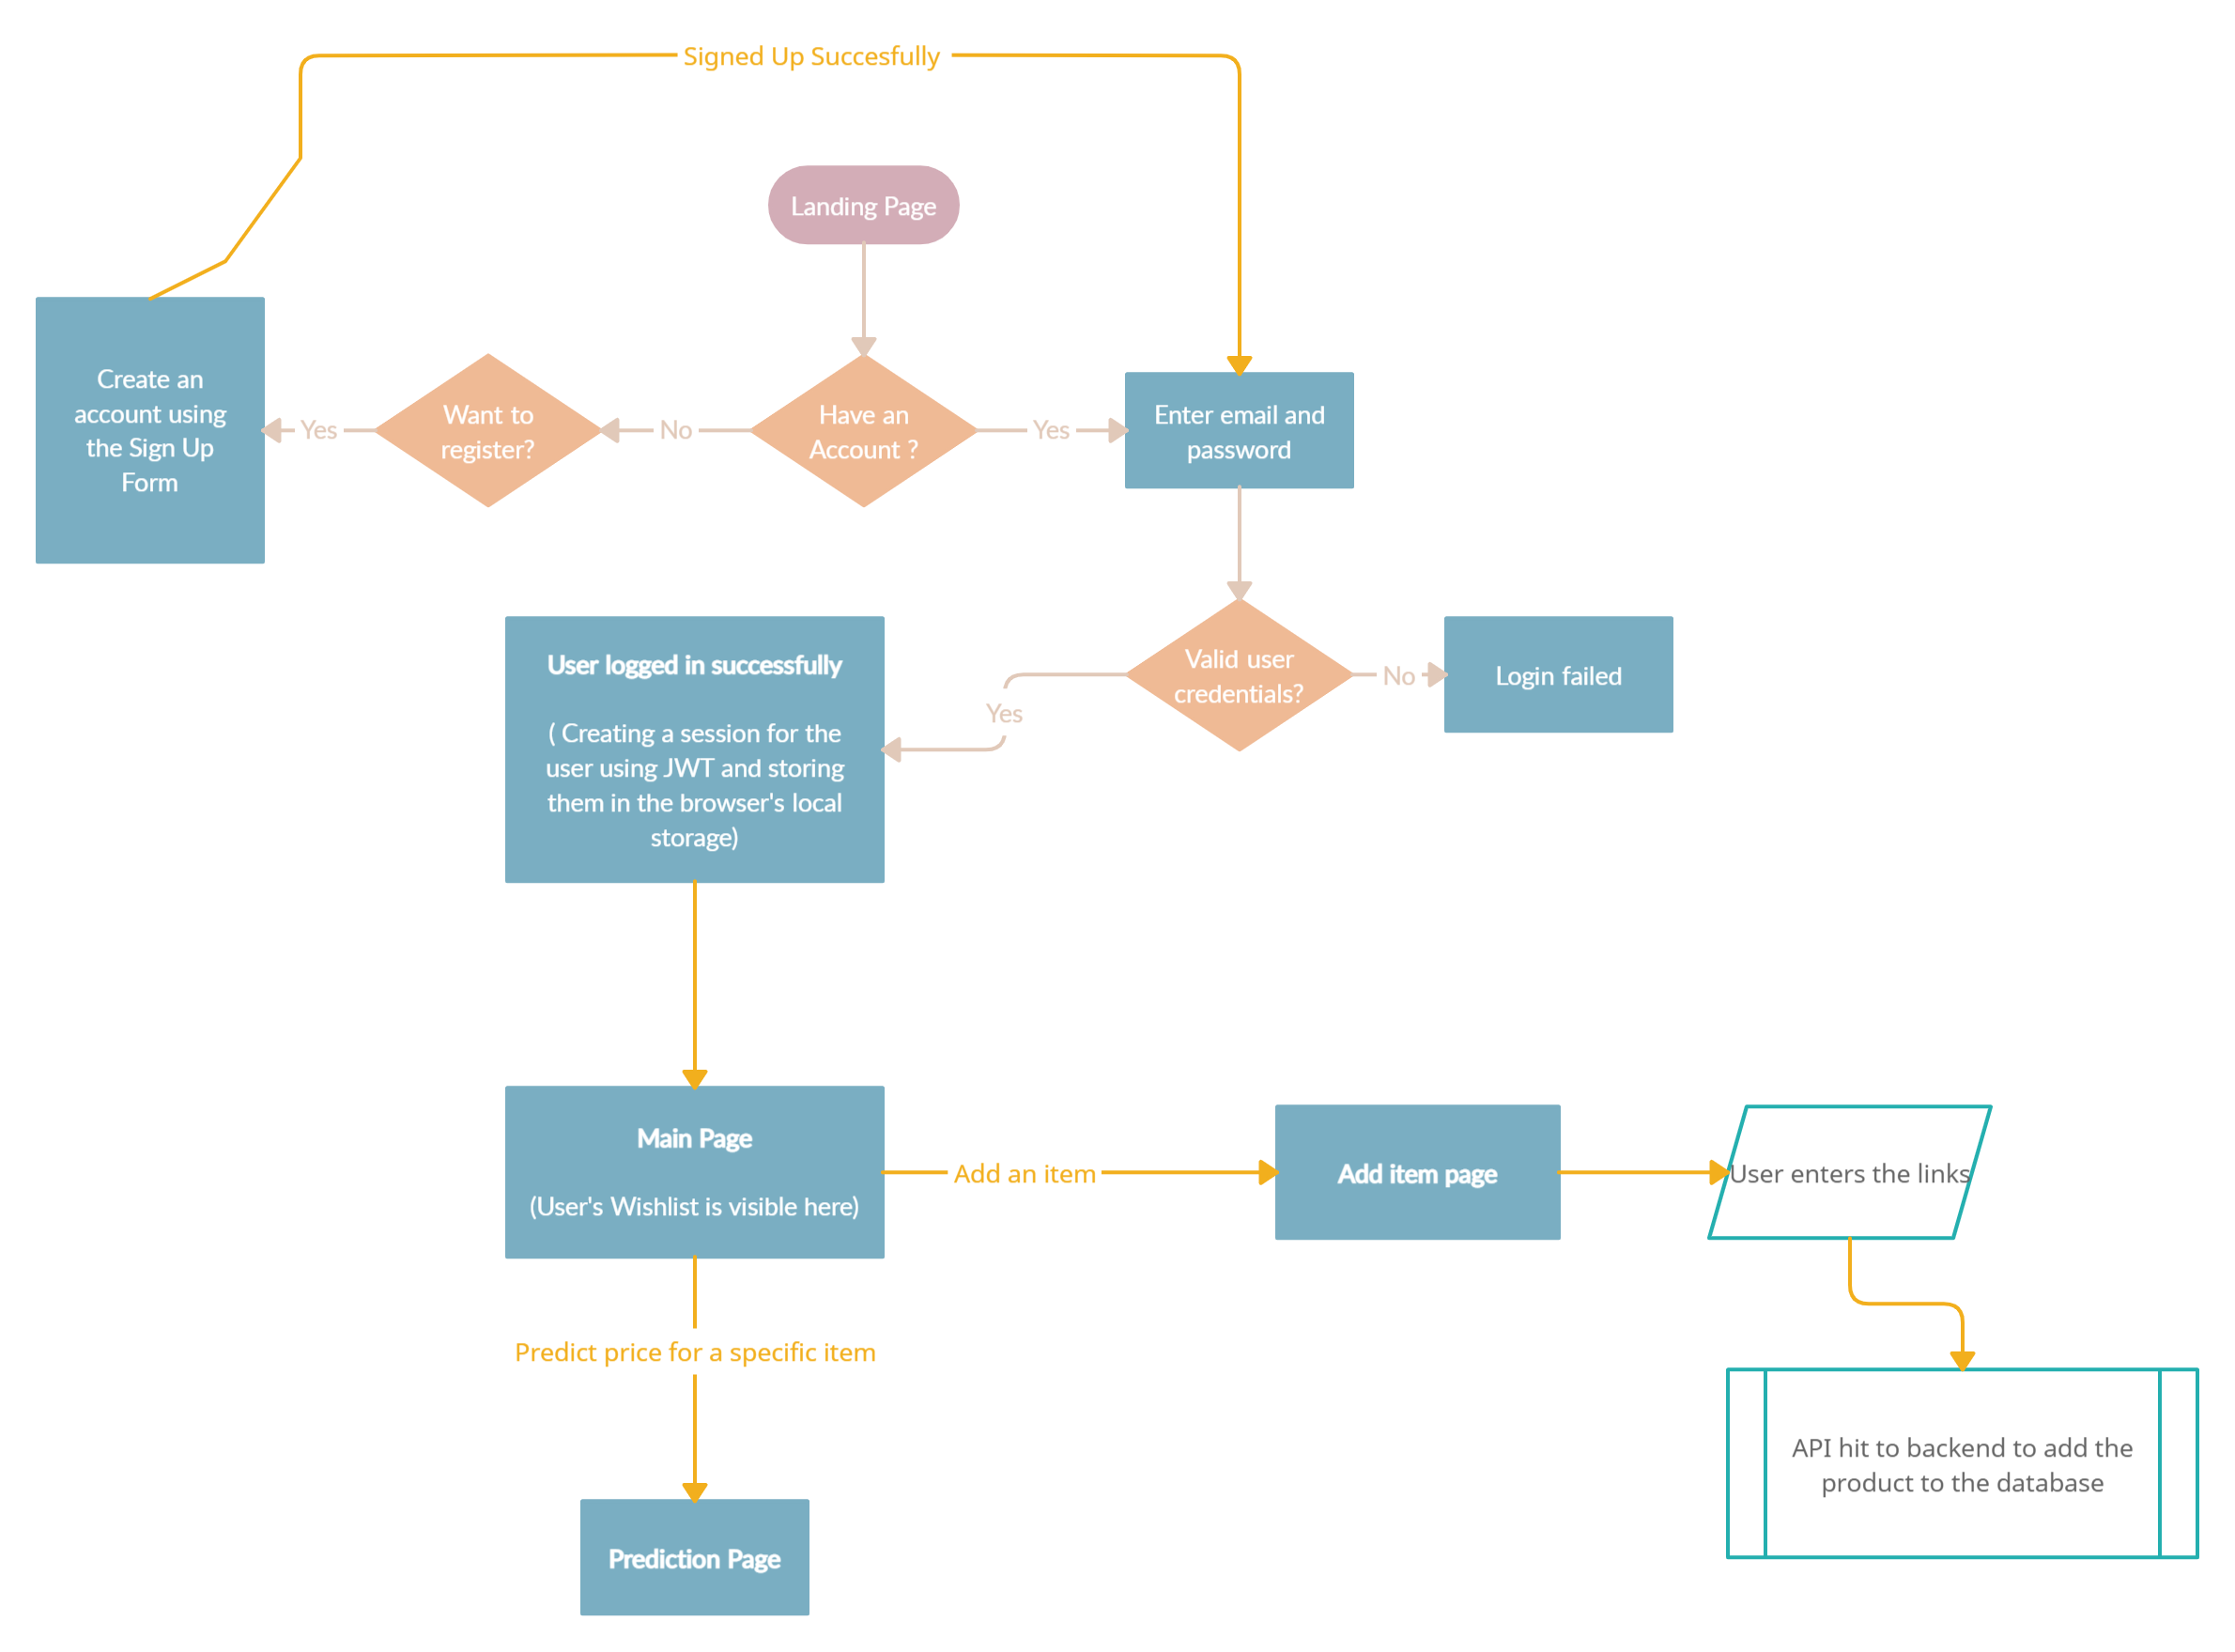 Signed Up Succesfully
Landing Page
Create an
account using
the Sign Up
Form
Yes
Want to
register?
No
Have an
Account ?
Yes
Enter email and
password
User logged in successfully
( Creating a session for the
user using JWT and storing
them in the browser's local
storage)
Yes
Valid user
credentials?
No
Login failed
Main Page
(User's Wishlist is visible here)
Add an item
Add item page
User enters the links
Predict price for a specific item
API hit to backend to add the
product to the database
Prediction Page